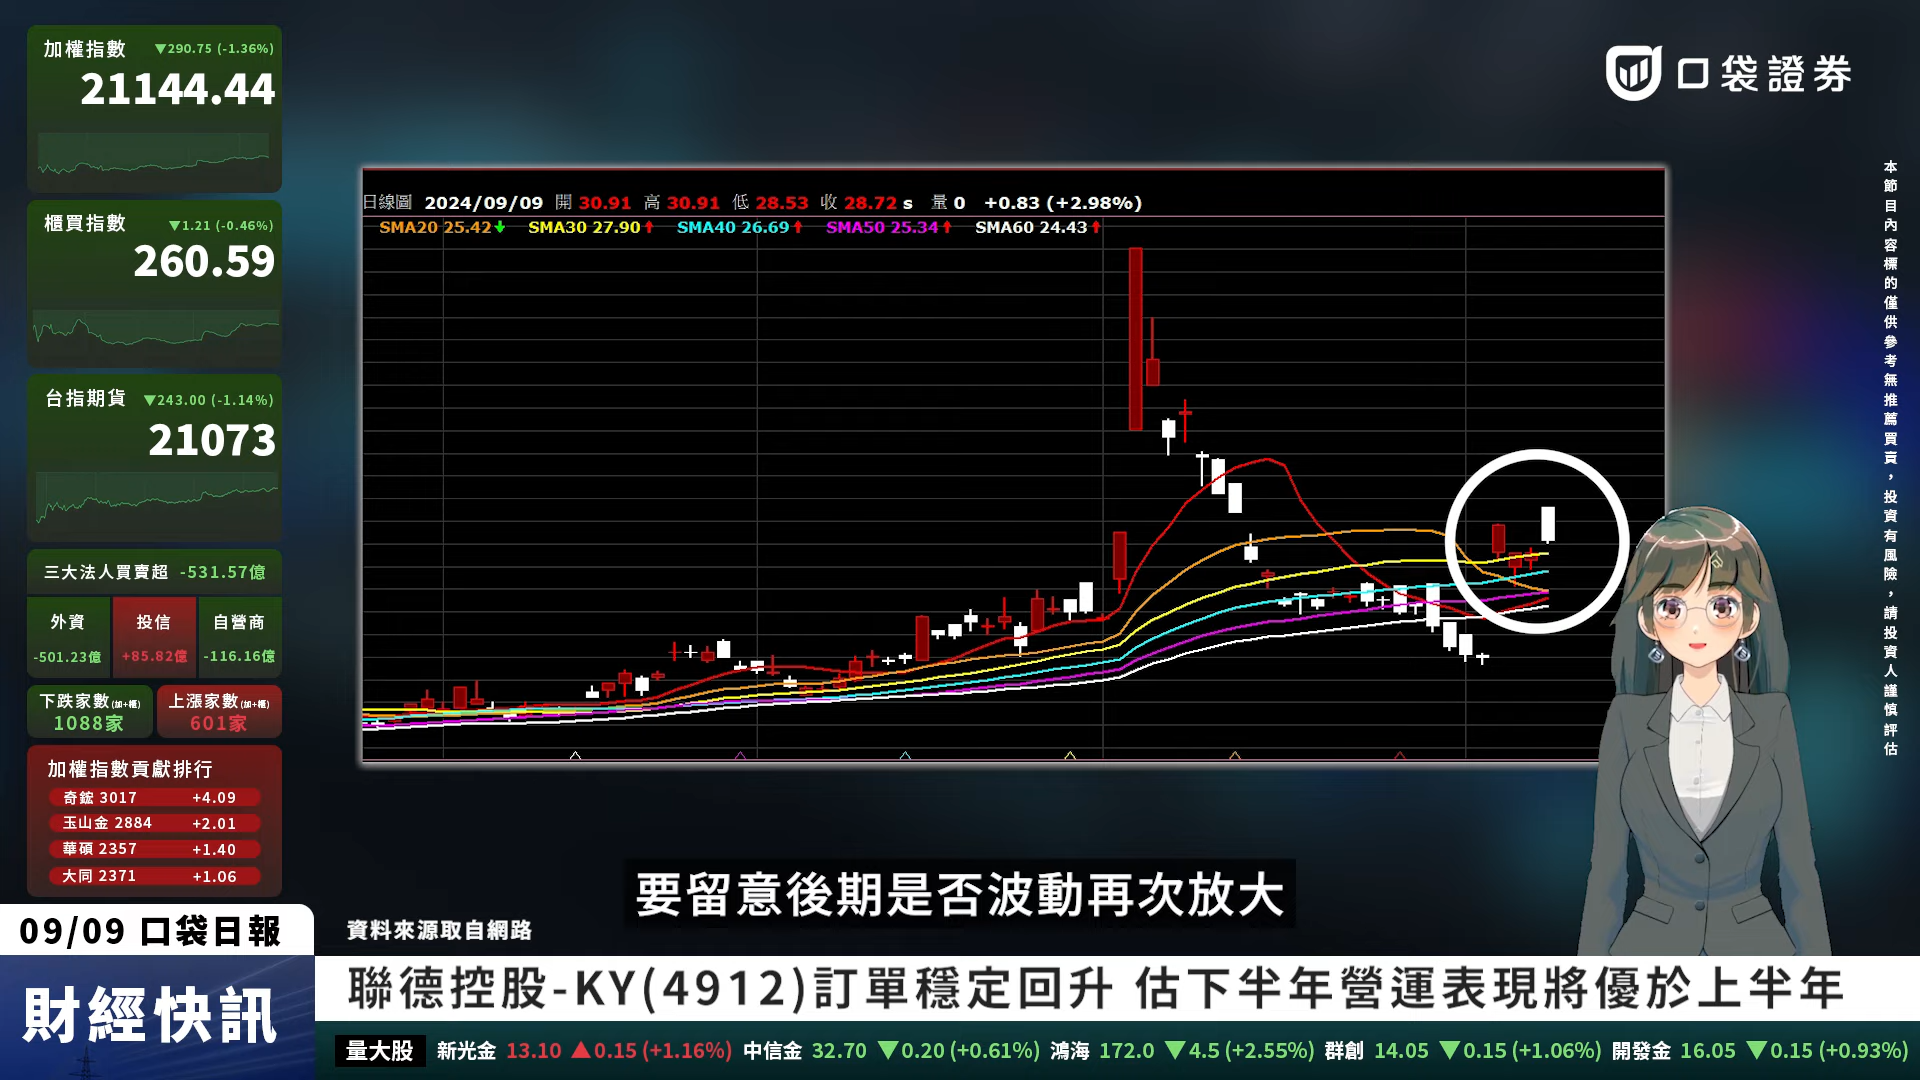 加權指數 ▼290.75 (-1.36%)
21144.44
櫃買指數 ▼1.21 (-0.46%)
260.59
台指期貨 ▼243.00 (-1.14%)
21073
三大法人買賣超 -531.57億
外資 投信 自營商
-501.23億 +85.82億 -116.16億
下跌家數(加+櫃) 上漲家數(加+櫃)
1088家 601家
加權指數貢獻排行
奇鋐 3017 +4.09
玉山金 2884 +2.01
華碩 2357 +1.40
大同 2371 +1.06
09/09 口袋日報
財經快訊
口袋證券
日線圖 2024/09/09 開 30.91 高 30.91 低 28.53 收 28.72 s 量 0 +0.83 (+2.98%)
SMA20 25.42↓ SMA30 27.90↑ SMA40 26.69↑ SMA50 25.34↑ SMA60 24.43↑
本節目內容標的僅供參考無推薦買賣，投資有風險，請投資人謹慎評估
要留意後期是否波動再次放大
資料來源取自網路
聯德控股-KY(4912)訂單穩定回升 估下半年營運表現將優於上半年
量大股 新光金 13.10 ▲0.15 (+1.16%) 中信金 32.70 ▼0.20 (+0.61%) 鴻海 172.0 ▼4.5 (+2.55%) 群創 14.05 ▼0.15 (+1.06%) 開發金 16.05 ▼0.15 (+0.93%)